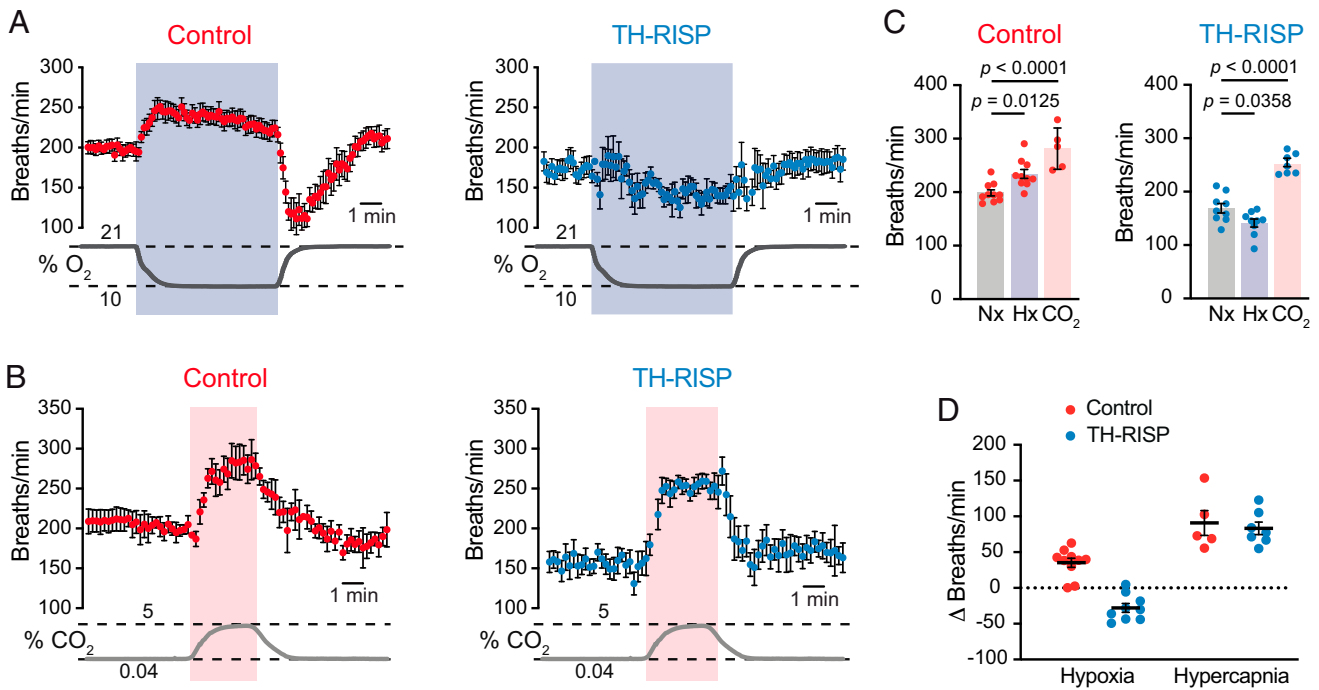 A
Control
Breaths/min
300
250
200
150
100
1 min
21
% O2
10
TH-RISP
Breaths/min
300
250
200
150
100
1 min
21
% O2
10
B
Control
Breaths/min
350
300
250
200
150
100
1 min
5
% CO2
0.04
TH-RISP
Breaths/min
350
300
250
200
150
100
1 min
5
% CO2
0.04
C
Control
p < 0.0001
p = 0.0125
Breaths/min
400
300
200
100
0
Nx Hx CO2
TH-RISP
p < 0.0001
p = 0.0358
Breaths/min
400
300
200
100
0
Nx Hx CO2
D
Control
TH-RISP
Δ Breaths/min
200
150
100
50
0
-50
-100
Hypoxia Hypercapnia